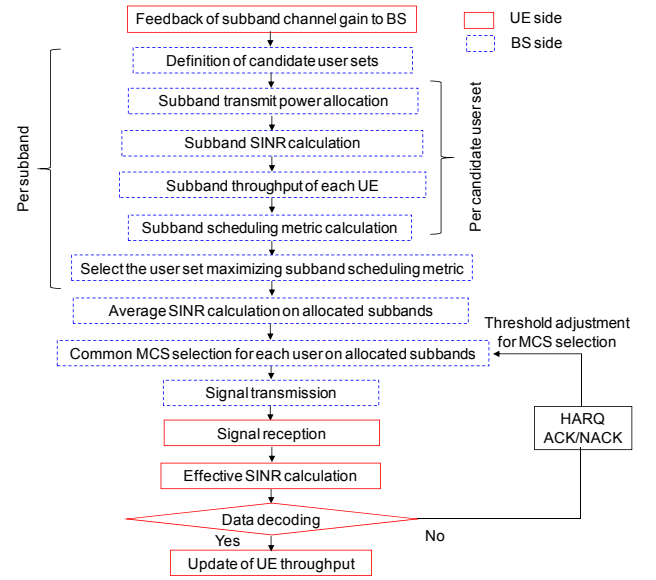 Feedback of subband channel gain to BS
UE side
BS side
Definition of candidate user sets
Subband transmit power allocation
Subband SINR calculation
Subband throughput of each UE
Subband scheduling metric calculation
Select the user set maximizing subband scheduling metric
Per subband
Per candidate user set
Average SINR calculation on allocated subbands
Threshold adjustment
for MCS selection
Common MCS selection for each user on allocated subbands
Signal transmission
HARQ
ACK/NACK
Signal reception
Effective SINR calculation
Data decoding
Yes
No
Update of UE throughput